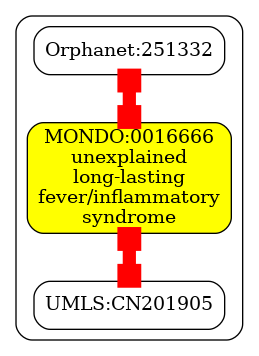 Orphanet:251332
MONDO:0016666
unexplained
long-lasting
fever/inflammatory
syndrome
UMLS:CN201905